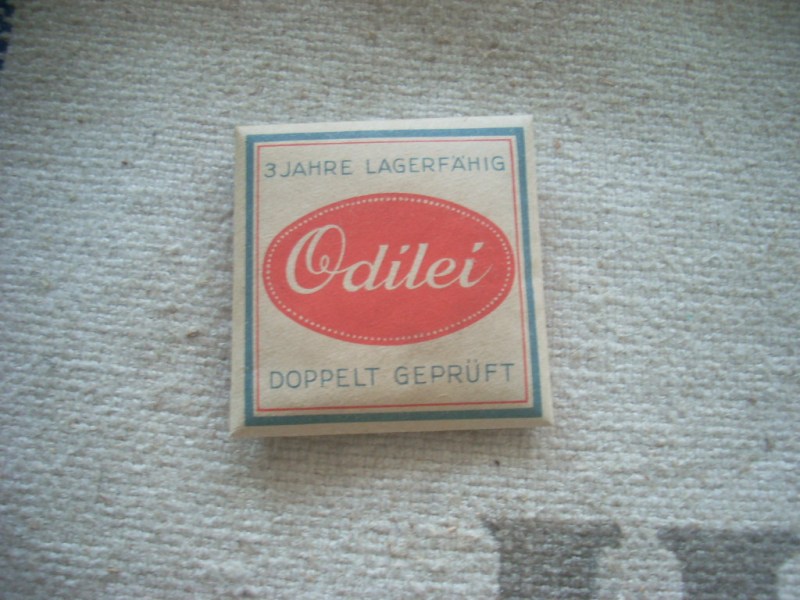 3 JAHRE LAGERFÄHIG
Odilei
DOPPELT GEPRÜFT